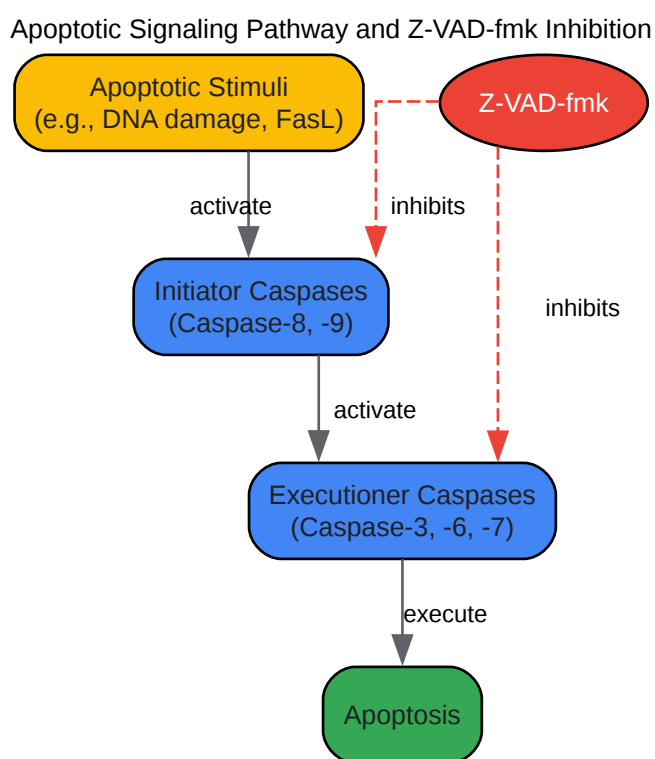 Apoptotic Signaling Pathway and Z-VAD-fmk Inhibition
Apoptotic Stimuli
(e.g., DNA damage, FasL)
Z-VAD-fmk
activate
inhibits
Initiator Caspases
(Caspase-8, -9)
inhibits
activate
Executioner Caspases
(Caspase-3, -6, -7)
execute
Apoptosis